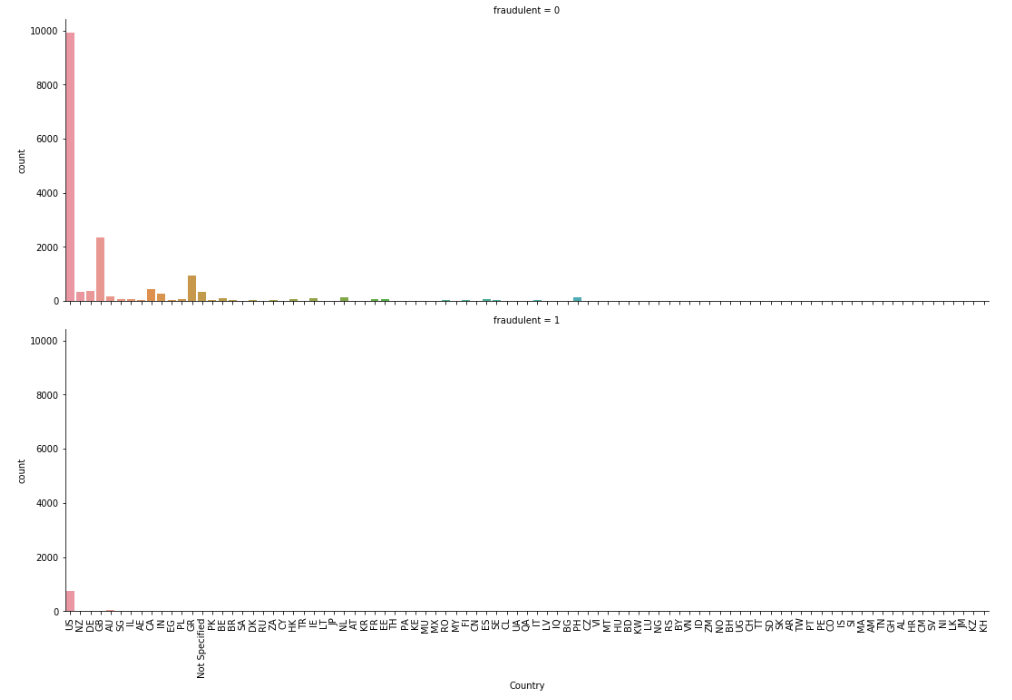 fraudulent = 0
10000
8000
6000
4000
2000
0
count
fraudulent = 1
10000
8000
6000
4000
2000
0
count
US NZ DE GB AU SG IL AE CA IN EG PL GR Not Specified PK BE BR SA DK RU ZA CY HK TR IE LT JP NL AT KR FR EE TH PA KE MU MX RO MY FI CN ES SE CL UA QA IT LV IQ BG PH CZ VI MT HU BD KW LU NG RS BY VN ID ZM NO BH UG CH TT SD SK AR TW PT PE CO IS SI MA AM TN GH AL HR CM SV NI LK JM KZ KH
Country